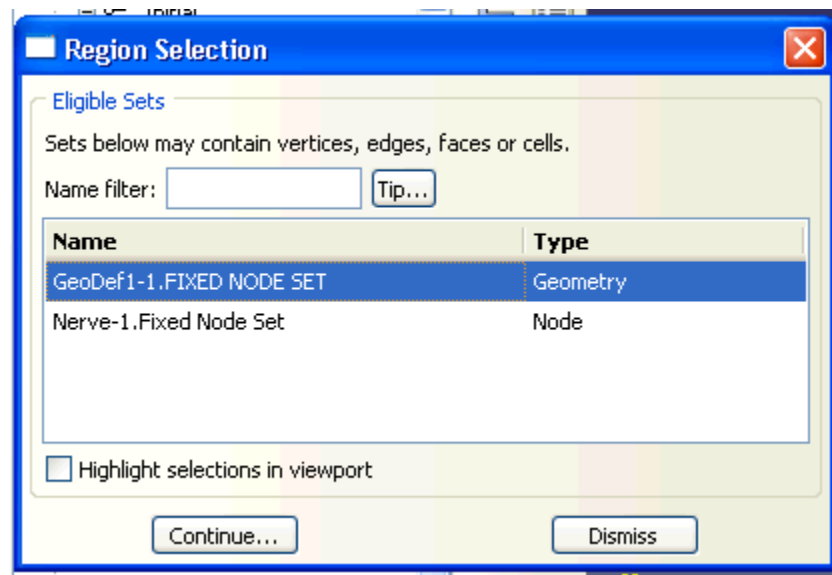 Initial
Region Selection
Eligible Sets
Sets below may contain vertices, edges, faces or cells.
Name filter: Tip...
Name Type
GeoDef1-1.FIXED NODE SET Geometry
Nerve-1.Fixed Node Set Node
Highlight selections in viewport
Continue... Dismiss